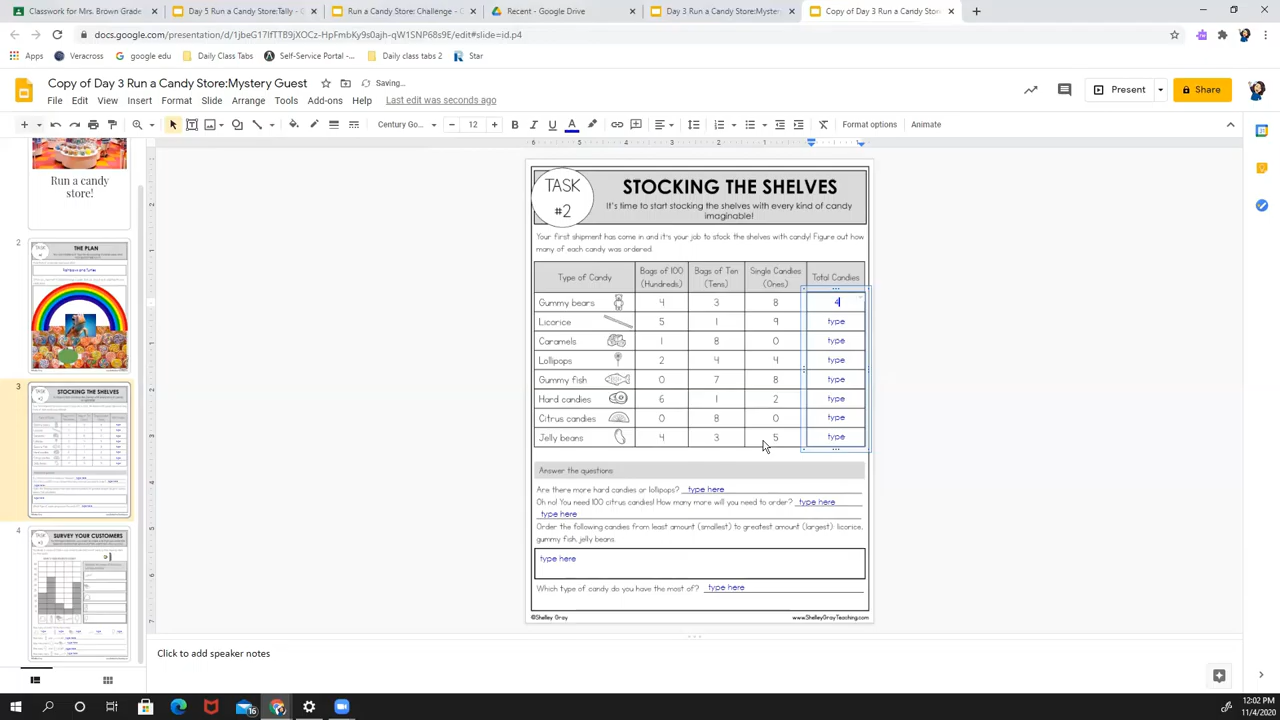 Classwork for Mrs. Brown Grade
Day 5 Run a Candy Store:Tally - G
Run a Candy Store: Challenge - G
Recent - Google Drive
Day 3 Run a Candy Store:Myster
Copy of Day 3 Run a Candy Store
docs.google.com/presentation/d/1jbeG17lfTTB9jXOCz-HpFmbKy9s0ajh-qW1SNP68s9E/edit#slide=id.p4
Apps
Veracross
google.edu
Daily Class Tabs
Self-Service Portal -...
Daily class tabs 2
Star
Copy of Day 3 Run a Candy Store:Mystery Guest
Saving...
File Edit View Insert Format Slide Arrange Tools Add-ons Help Last edit was seconds ago
Present
Share
Century Go...
12
B I U A
Format options
Animate
Run a candy
store!
2
THE PLAN
3
STOCKING THE SHELVES
4
SURVEY YOUR CUSTOMERS
TASK
#2
STOCKING THE SHELVES
It's time to start stocking the shelves with every kind of candy
imaginable!
Your first shipment has come in and it's your job to stock the shelves with candy! Figure out how
many of each candy was ordered.
Type of Candy
Bags of 100
(Hundreds)
Bags of Ten
(Tens)
Single Candies
(Ones)
Total Candies
Gummy bears 4 3 8 4
Licorice 5 1 9 type
Caramels 1 8 0 type
Lollipops 2 4 4 type
Gummy fish 0 7 8 type
Hard candies 6 1 2 type
Citrus candies 0 8 0 type
Jelly beans 4 3 5 type
Answer the questions
Are there more hard candies or lollipops? type here
Oh no! You need 100 citrus candies! How many more will you need to order? type here
type here
Order the following candies from least amount (smallest) to greatest amount (largest): licorice,
gummy fish, jelly beans.
type here
Which type of candy do you have the most of? type here
©Shelley Gray
www.ShelleyGrayTeaching.com
Click to add speaker notes
12:02 PM
11/4/2020